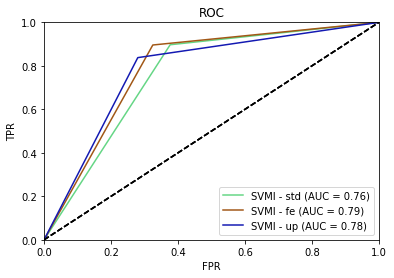 ROC
1.0
0.8
0.6
0.4
0.2
0.0
TPR
SVMI - std (AUC = 0.76)
SVMI - fe (AUC = 0.79)
SVMI - up (AUC = 0.78)
0.0 0.2 0.4 0.6 0.8 1.0
FPR